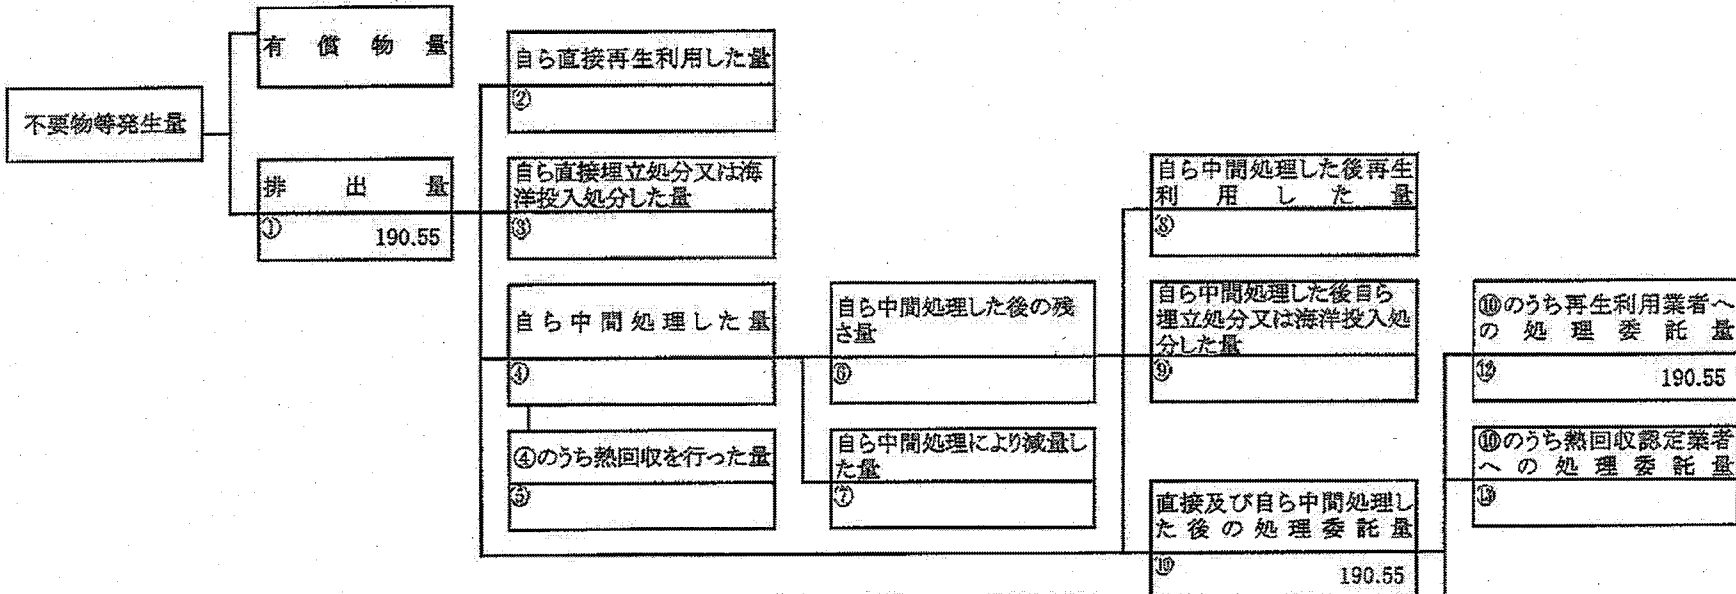 不要物等発生量
有償物量
排出量
①
190.55
自ら直接再生利用した量
②
自ら直接埋立処分又は海
洋投入処分した量
③
自ら中間処理した量
④
④のうち熱回収を行った量
⑤
自ら中間処理した後の残
さ量
⑥
自ら中間処理により減量し
た量
⑦
自ら中間処理した後再生
利用した量
⑧
自ら中間処理した後自ら
埋立処分又は海洋投入処
分した量
⑨
直接及び自ら中間処理し
た後の処理委託量
⑩
190.55
⑩のうち再生利用業者へ
の処理委託量
⑫
190.55
⑩のうち熱回収認定業者
への処理委託量
⑬